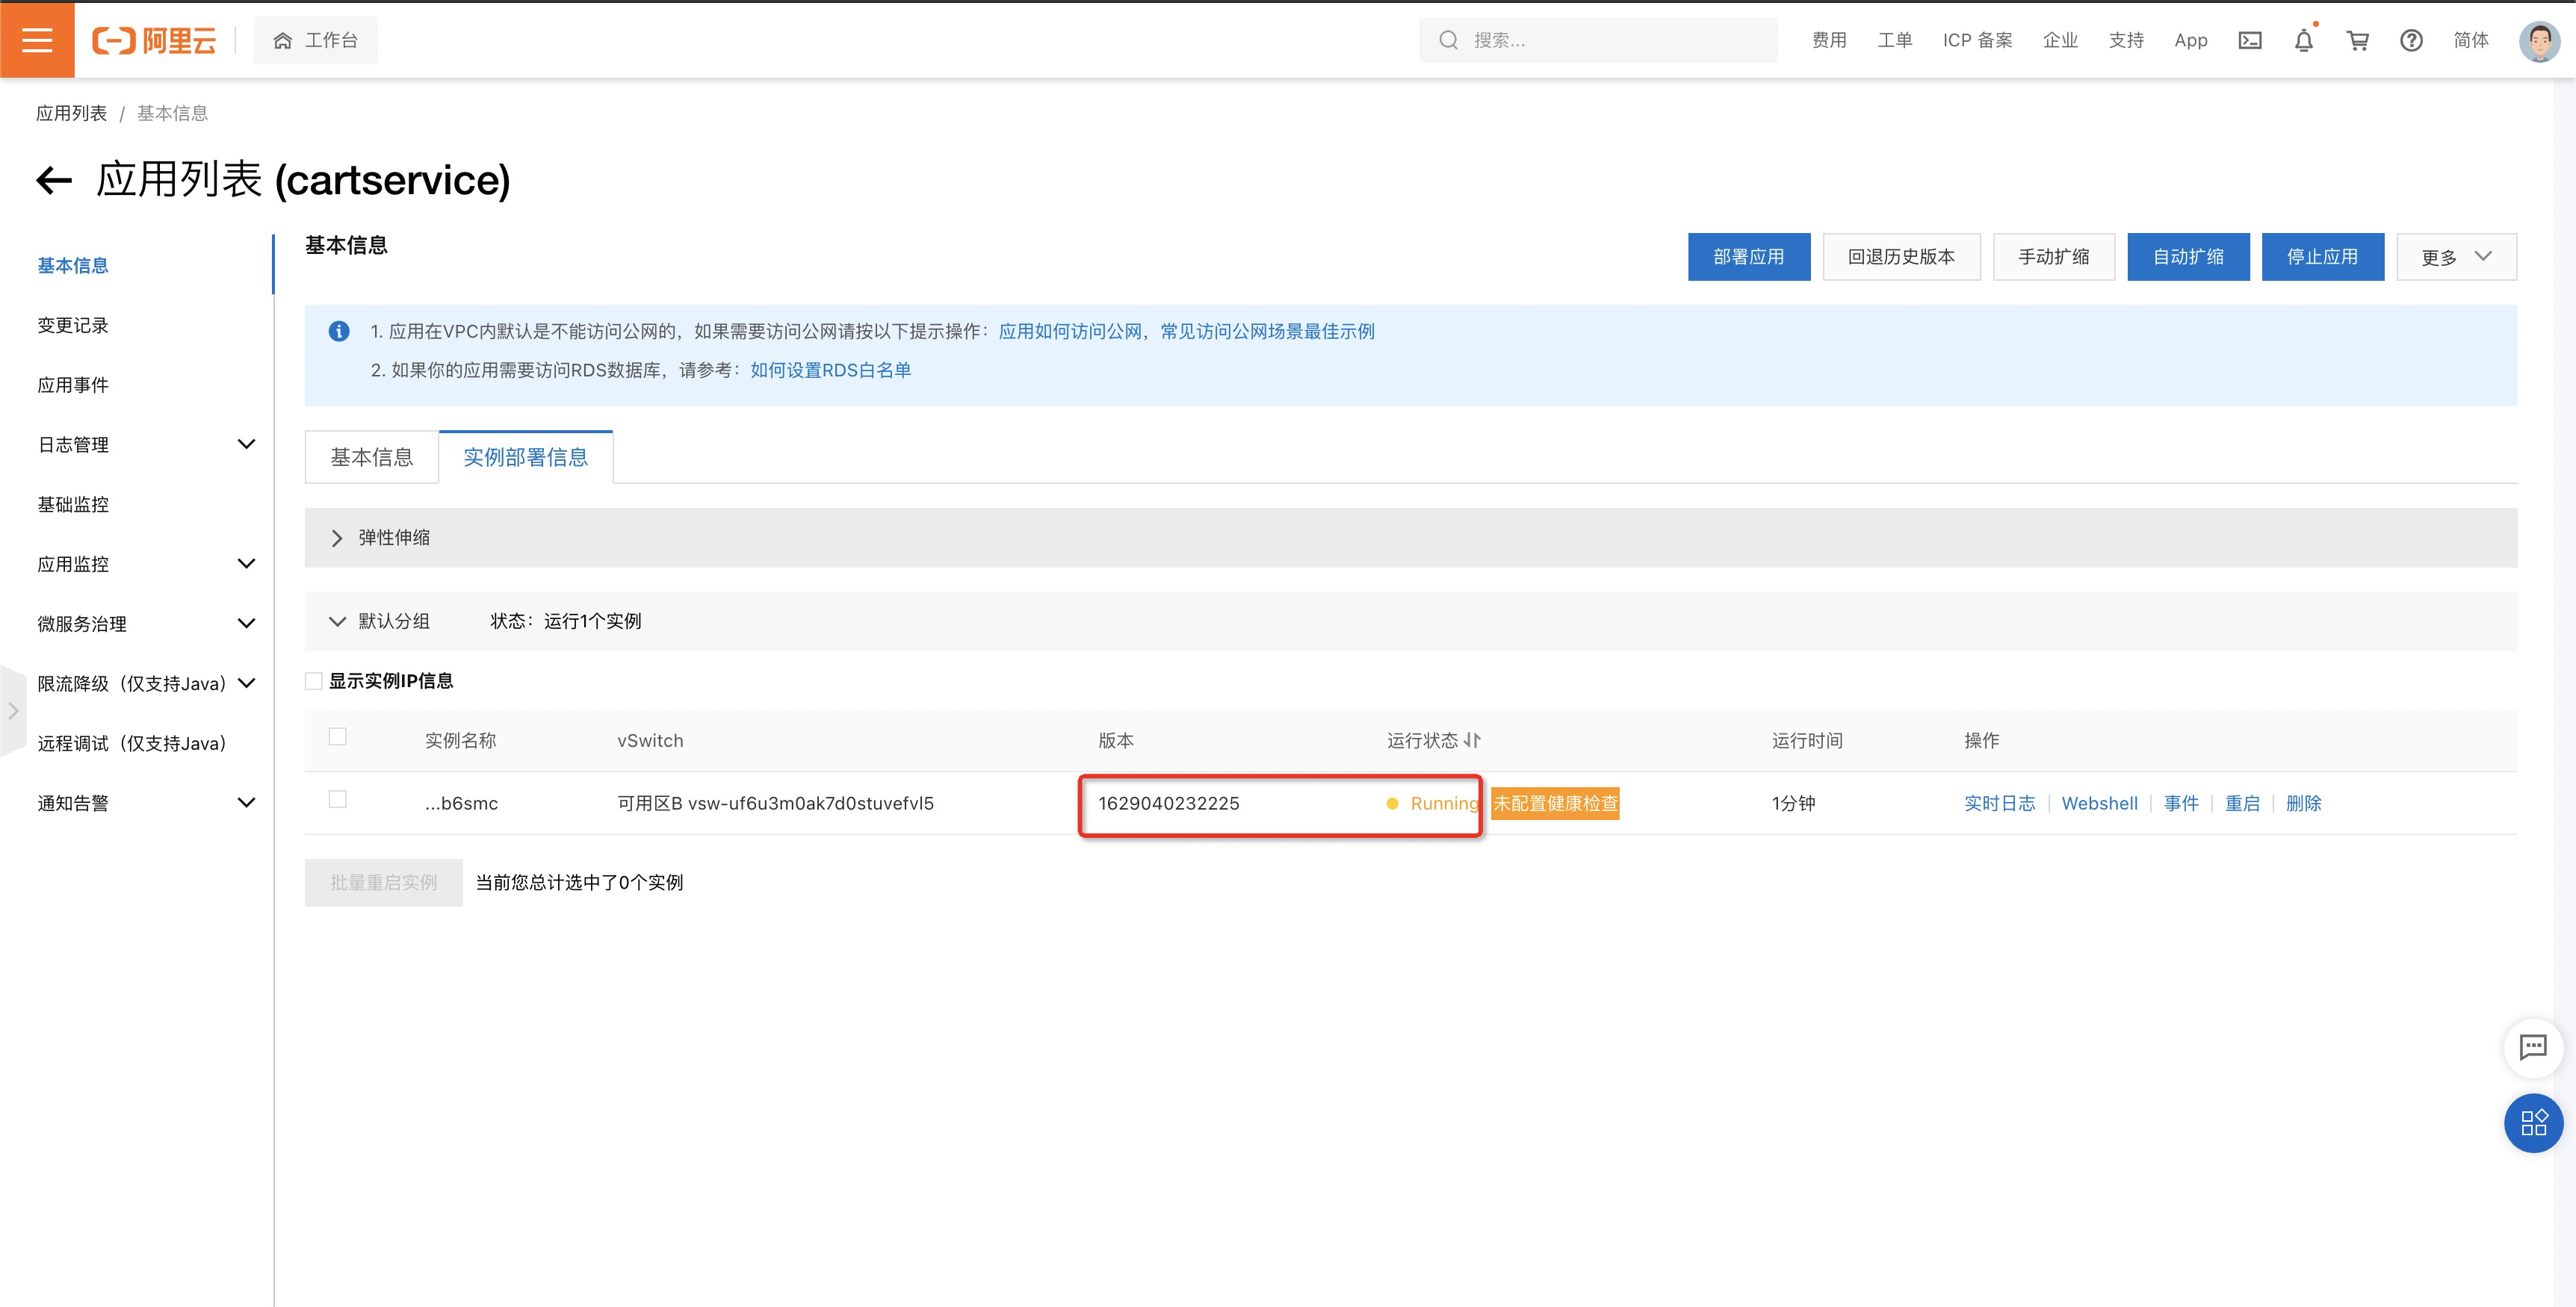 阿里云
工作台
搜索...
费用
工单
ICP 备案
企业
支持
App
简体
应用列表 / 基本信息
应用列表 (cartservice)
基本信息
变更记录
应用事件
日志管理
基础监控
应用监控
微服务治理
限流降级（仅支持Java）
远程调试（仅支持Java）
通知告警
基本信息
部署应用
回退历史版本
手动扩缩
自动扩缩
停止应用
更多
1. 应用在VPC内默认是不能访问公网的，如果需要访问公网请按以下提示操作：应用如何访问公网，常见访问公网场景最佳示例
2. 如果你的应用需要访问RDS数据库，请参考：如何设置RDS白名单
基本信息
实例部署信息
弹性伸缩
默认分组 状态：运行1个实例
显示实例IP信息
实例名称 vSwitch 版本 运行状态 运行时间 操作
...b6smc 可用区B vsw-uf6u3m0ak7d0stuvefvl5 1629040232225 Running 未配置健康检查 1分钟 实时日志 | Webshell | 事件 | 重启 | 删除
批量重启实例 当前您总计选中了0个实例